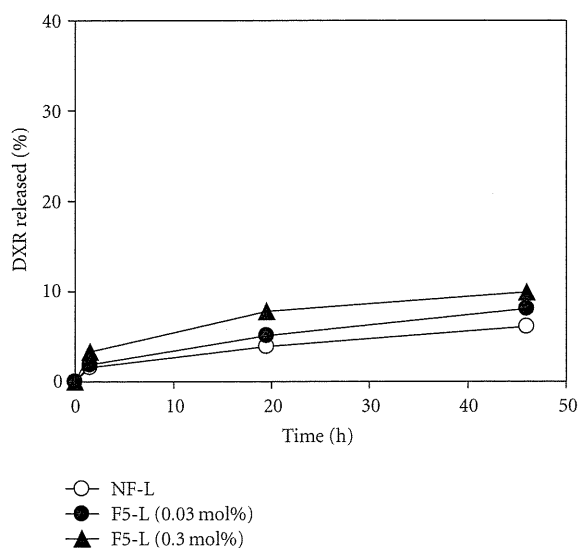 40
30
20
10
0
DXR released (%)
0 10 20 30 40 50
Time (h)
NF-L
F5-L (0.03 mol%)
F5-L (0.3 mol%)